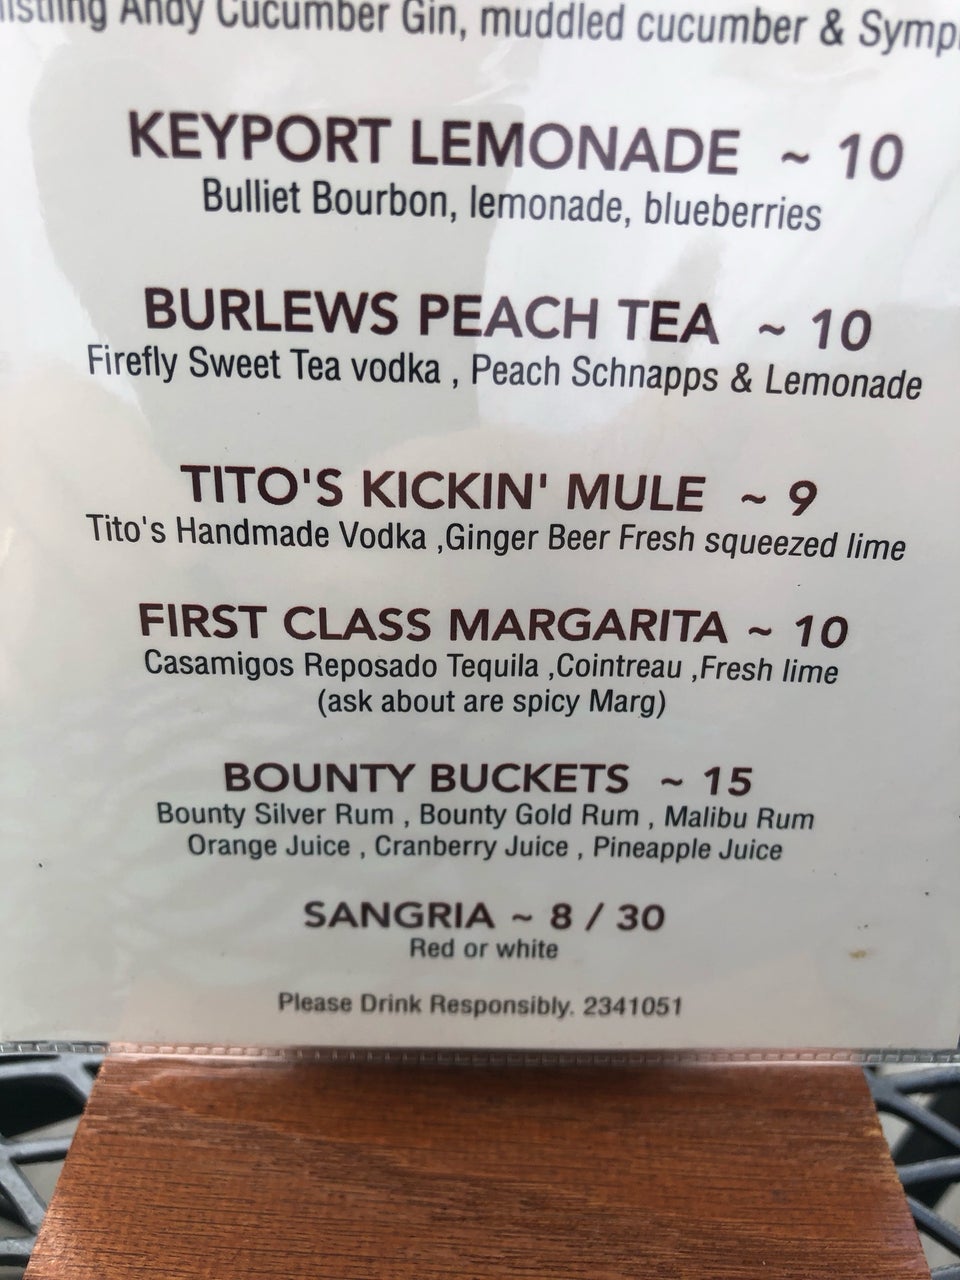 Andy Cucumber Gin, muddled cucumber &
KEYPORT LEMONADE ~ 10
Bulliet Bourbon, lemonade, blueberries
BURLEWS PEACH TEA ~ 10
Firefly Sweet Tea vodka , Peach Schnapps & Lemonade
TITO'S KICKIN' MULE ~ 9
Tito's Handmade Vodka ,Ginger Beer Fresh squeezed lime
FIRST CLASS MARGARITA ~ 10
Casamigos Reposado Tequila ,Cointreau ,Fresh lime
(ask about are spicy Marg)
BOUNTY BUCKETS ~ 15
Bounty Silver Rum , Bounty Gold Rum , Malibu Rum
Orange Juice , Cranberry Juice , Pineapple Juice
SANGRIA ~ 8 / 30
Red or white
Please Drink Responsibly. 2341051